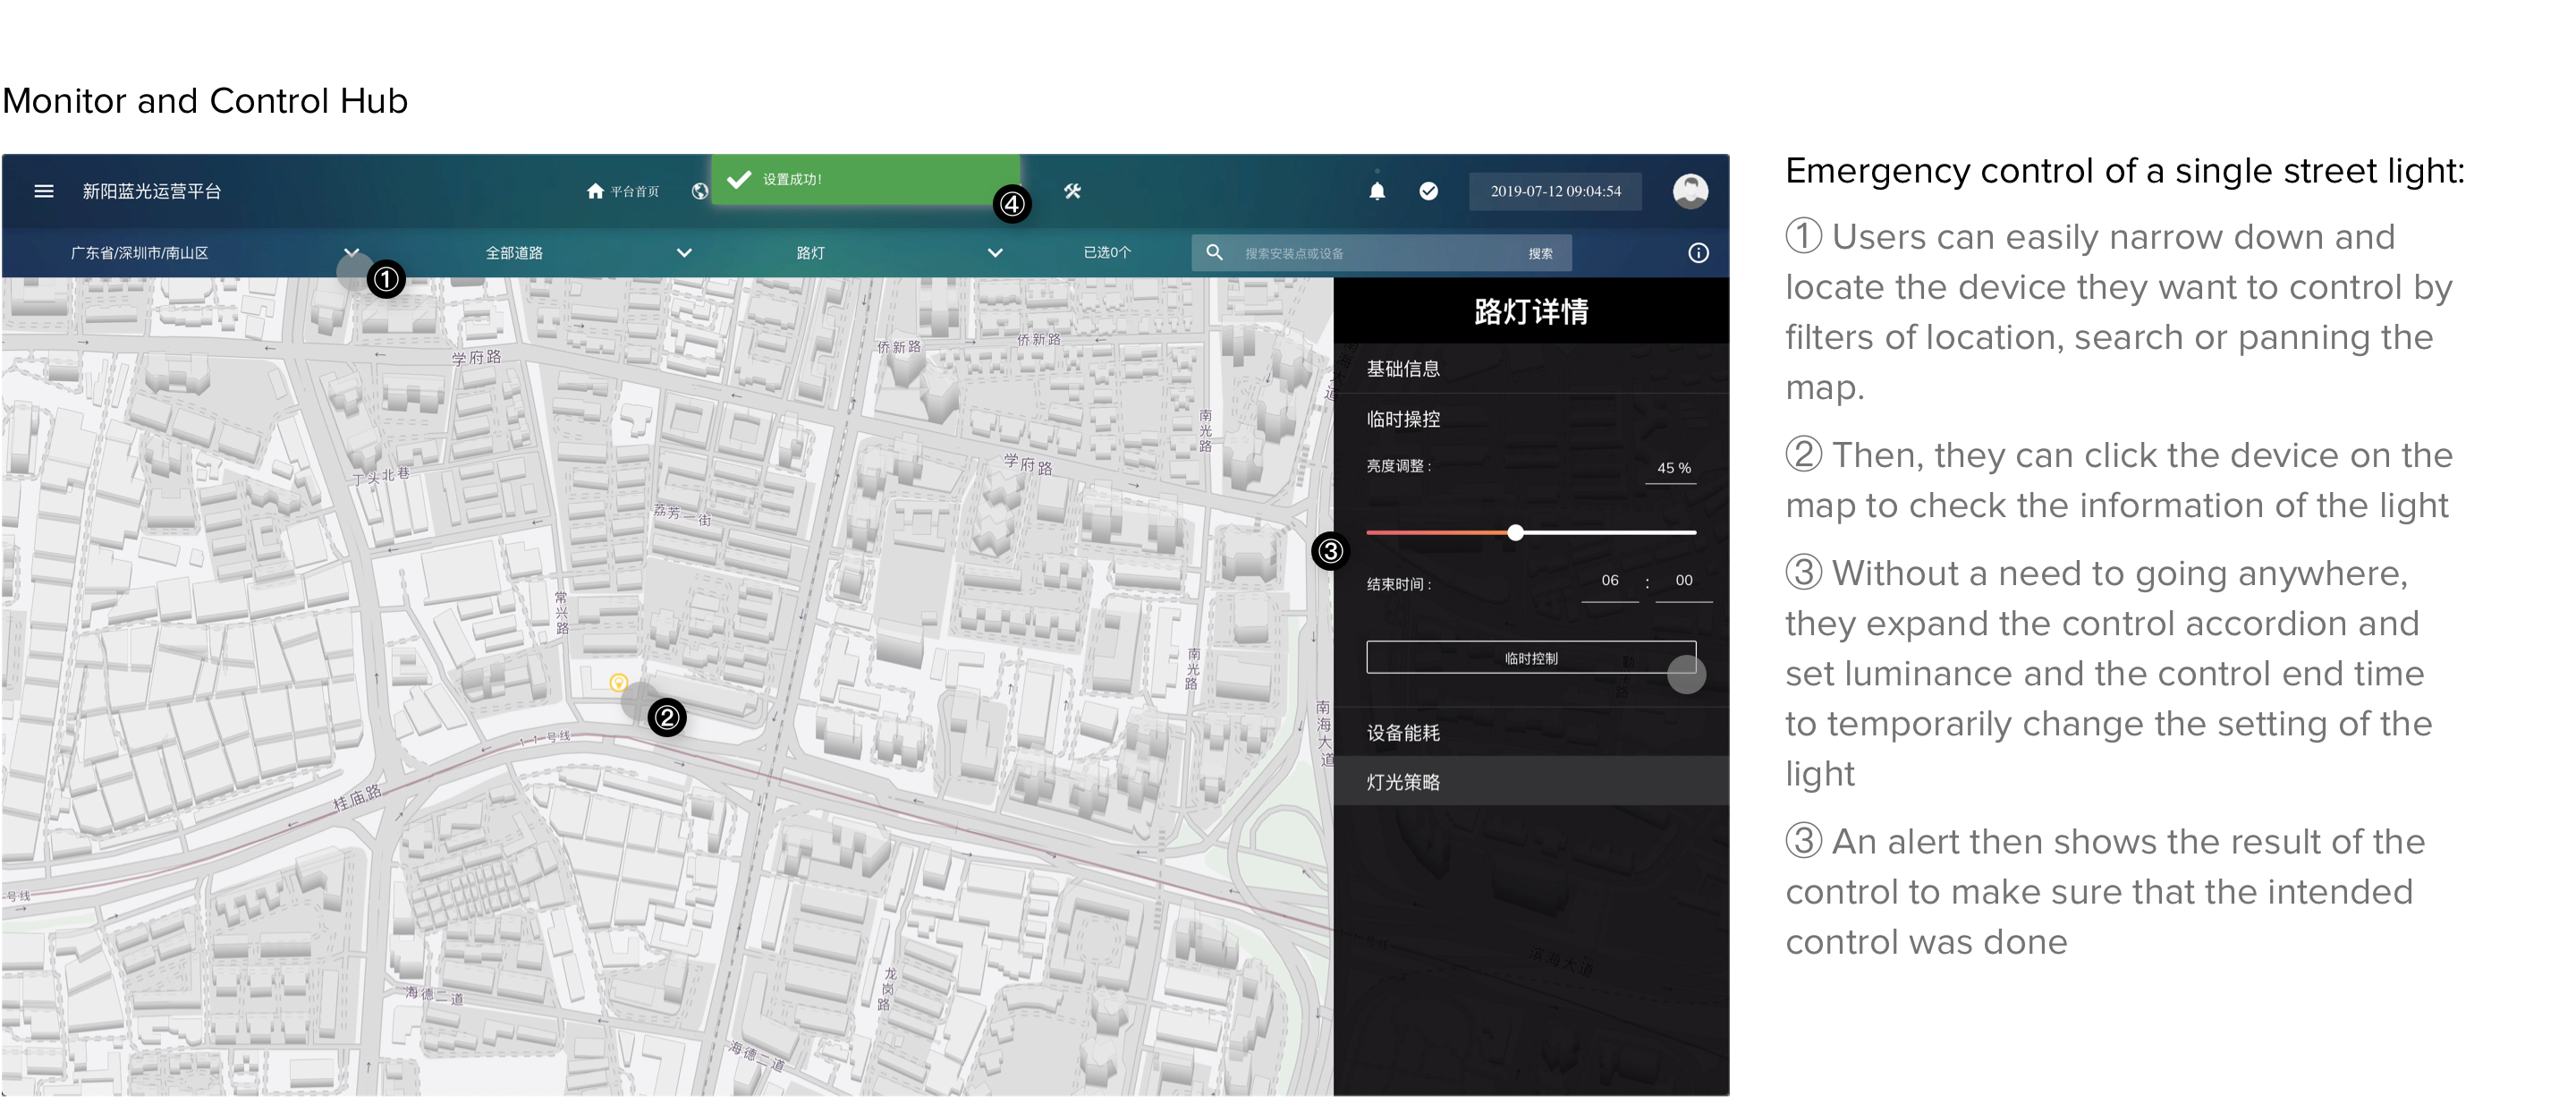 Monitor and Control Hub
新阳蓝光运营平台
平台首页
设置成功!
④
2019-07-12 09:04:54
广东省/深圳市/南山区
全部道路
路灯
已选0个
搜索安装点或设备
搜索
①
学府路
侨新路
侨新路
南光路
丁头北巷
学府路
荔芳一街
常兴路
南光路
②
南海大道
11号线
桂庙路
号线
龙岗路
海德二道
海德二道
路灯详情
基础信息
临时操控
亮度调整 :
45 %
③
结束时间 :
06 : 00
临时控制
设备能耗
灯光策略
滨海大道
Emergency control of a single street light:
① Users can easily narrow down and
locate the device they want to control by
filters of location, search or panning the
map.
② Then, they can click the device on the
map to check the information of the light
③ Without a need to going anywhere,
they expand the control accordion and
set luminance and the control end time
to temporarily change the setting of the
light
③ An alert then shows the result of the
control to make sure that the intended
control was done